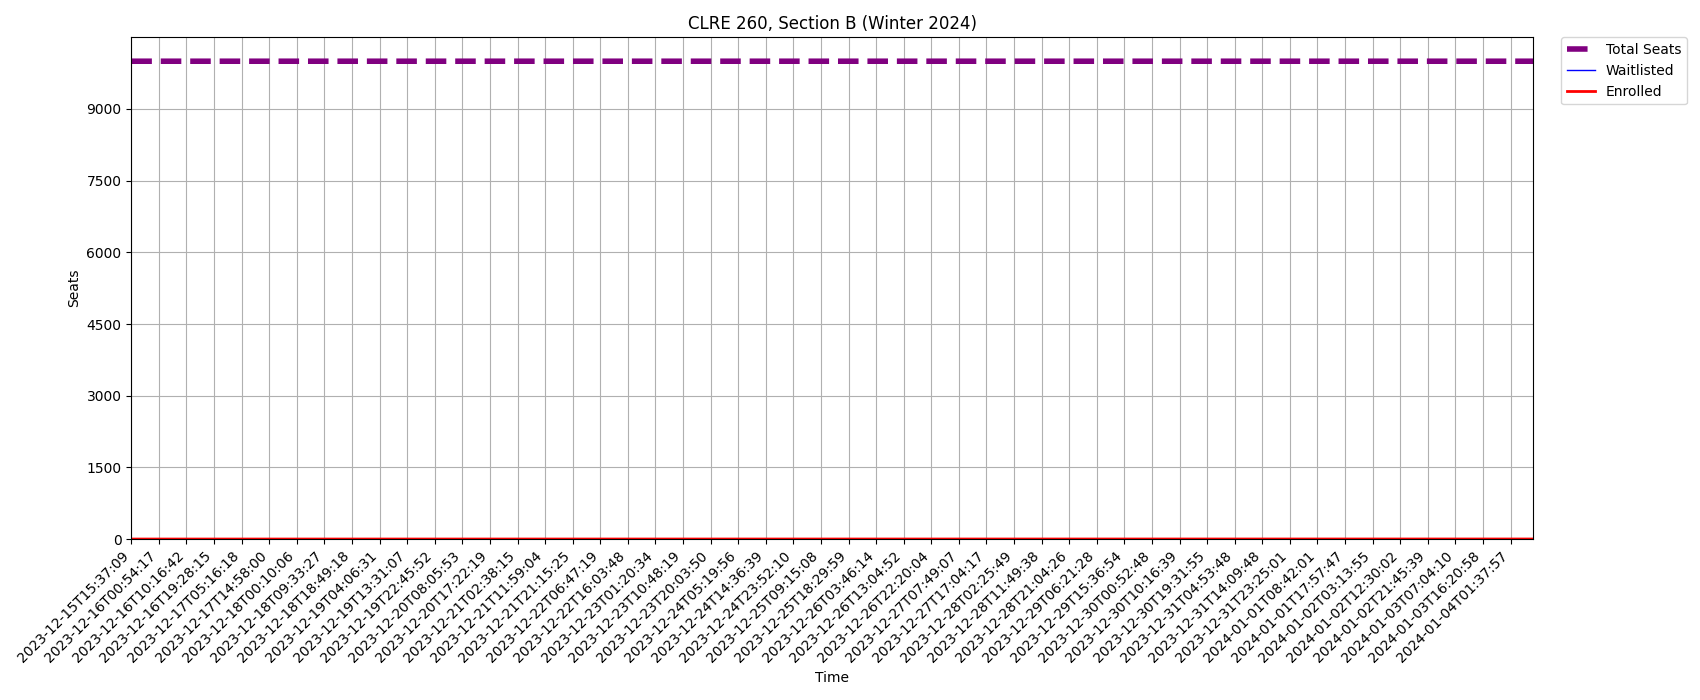 CLRE 260, Section B (Winter 2024)
Total Seats
Waitlisted
Enrolled
Seats
9000
7500
6000
4500
3000
1500
0
2023-12-15T15:37:09
2023-12-16T00:54:17
2023-12-16T10:16:42
2023-12-16T19:28:15
2023-12-17T05:16:18
2023-12-17T14:58:00
2023-12-18T00:10:06
2023-12-18T09:33:27
2023-12-18T18:49:18
2023-12-19T04:06:31
2023-12-19T13:31:07
2023-12-19T22:45:52
2023-12-20T08:05:53
2023-12-20T17:22:19
2023-12-21T02:38:15
2023-12-21T11:59:04
2023-12-21T21:15:25
2023-12-22T06:47:19
2023-12-22T16:03:48
2023-12-23T01:20:34
2023-12-23T10:48:19
2023-12-23T20:03:50
2023-12-24T05:19:56
2023-12-24T14:36:39
2023-12-24T23:52:10
2023-12-25T09:15:08
2023-12-25T18:29:59
2023-12-26T03:46:14
2023-12-26T13:04:52
2023-12-26T22:20:04
2023-12-27T07:49:07
2023-12-27T17:04:17
2023-12-28T02:25:49
2023-12-28T11:49:38
2023-12-28T21:04:26
2023-12-29T06:21:28
2023-12-29T15:36:54
2023-12-30T00:52:48
2023-12-30T10:16:39
2023-12-30T19:31:55
2023-12-31T04:53:48
2023-12-31T14:09:48
2023-12-31T23:25:01
2024-01-01T08:42:01
2024-01-01T17:57:47
2024-01-02T03:13:55
2024-01-02T12:30:02
2024-01-02T21:45:39
2024-01-03T07:04:10
2024-01-03T16:20:58
2024-01-04T01:37:57
Time